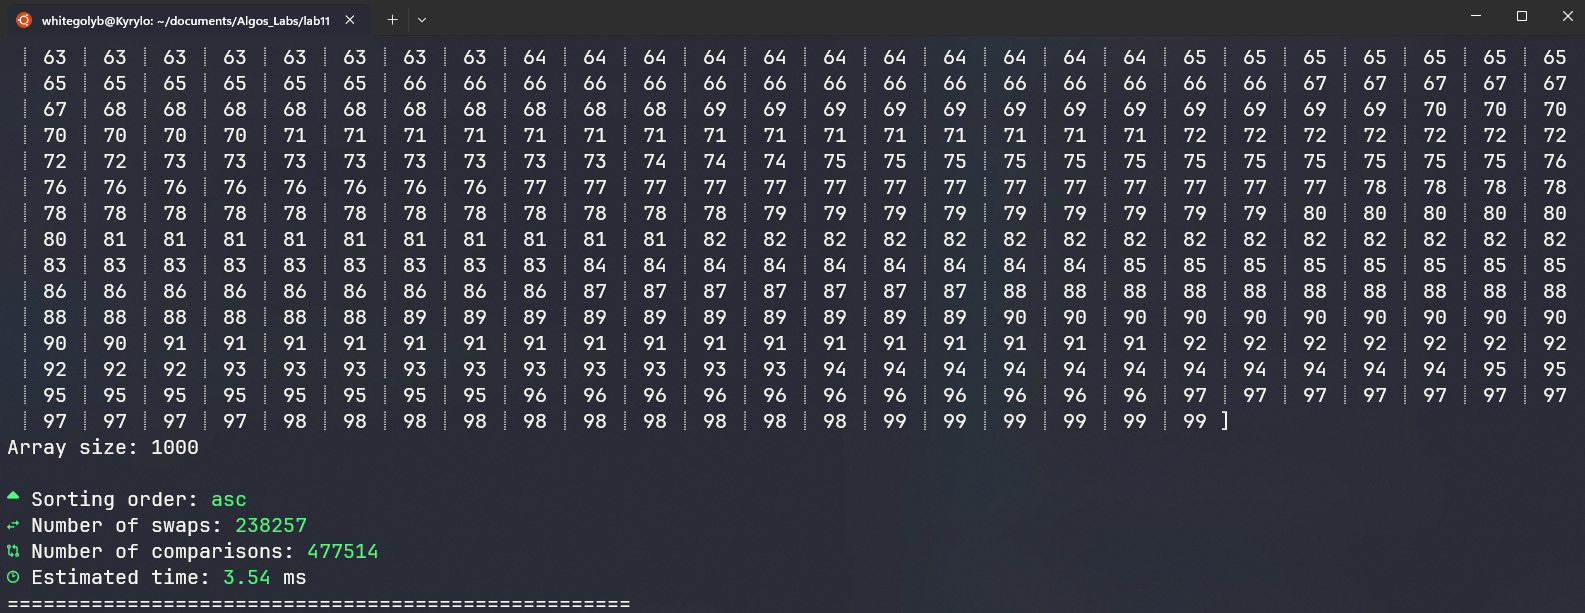 whitegolyb@Kyrylo: ~/documents/Algos_Labs/lab11
┊ 63 ┊ 63 ┊ 63 ┊ 63 ┊ 63 ┊ 63 ┊ 63 ┊ 63 ┊ 64 ┊ 64 ┊ 64 ┊ 64 ┊ 64 ┊ 64 ┊ 64 ┊ 64 ┊ 64 ┊ 64 ┊ 64 ┊ 65 ┊ 65 ┊ 65 ┊ 65 ┊ 65 ┊ 65 ┊ 65
┊ 65 ┊ 65 ┊ 65 ┊ 65 ┊ 65 ┊ 65 ┊ 66 ┊ 66 ┊ 66 ┊ 66 ┊ 66 ┊ 66 ┊ 66 ┊ 66 ┊ 66 ┊ 66 ┊ 66 ┊ 66 ┊ 66 ┊ 66 ┊ 66 ┊ 67 ┊ 67 ┊ 67 ┊ 67 ┊ 67
┊ 67 ┊ 68 ┊ 68 ┊ 68 ┊ 68 ┊ 68 ┊ 68 ┊ 68 ┊ 68 ┊ 68 ┊ 68 ┊ 69 ┊ 69 ┊ 69 ┊ 69 ┊ 69 ┊ 69 ┊ 69 ┊ 69 ┊ 69 ┊ 69 ┊ 69 ┊ 69 ┊ 70 ┊ 70 ┊ 70
┊ 70 ┊ 70 ┊ 70 ┊ 70 ┊ 71 ┊ 71 ┊ 71 ┊ 71 ┊ 71 ┊ 71 ┊ 71 ┊ 71 ┊ 71 ┊ 71 ┊ 71 ┊ 71 ┊ 71 ┊ 71 ┊ 71 ┊ 72 ┊ 72 ┊ 72 ┊ 72 ┊ 72 ┊ 72 ┊ 72
┊ 72 ┊ 72 ┊ 73 ┊ 73 ┊ 73 ┊ 73 ┊ 73 ┊ 73 ┊ 73 ┊ 73 ┊ 74 ┊ 74 ┊ 74 ┊ 75 ┊ 75 ┊ 75 ┊ 75 ┊ 75 ┊ 75 ┊ 75 ┊ 75 ┊ 75 ┊ 75 ┊ 75 ┊ 75 ┊ 76
┊ 76 ┊ 76 ┊ 76 ┊ 76 ┊ 76 ┊ 76 ┊ 76 ┊ 76 ┊ 77 ┊ 77 ┊ 77 ┊ 77 ┊ 77 ┊ 77 ┊ 77 ┊ 77 ┊ 77 ┊ 77 ┊ 77 ┊ 77 ┊ 77 ┊ 77 ┊ 78 ┊ 78 ┊ 78 ┊ 78
┊ 78 ┊ 78 ┊ 78 ┊ 78 ┊ 78 ┊ 78 ┊ 78 ┊ 78 ┊ 78 ┊ 78 ┊ 78 ┊ 78 ┊ 79 ┊ 79 ┊ 79 ┊ 79 ┊ 79 ┊ 79 ┊ 79 ┊ 79 ┊ 79 ┊ 80 ┊ 80 ┊ 80 ┊ 80 ┊ 80
┊ 80 ┊ 81 ┊ 81 ┊ 81 ┊ 81 ┊ 81 ┊ 81 ┊ 81 ┊ 81 ┊ 81 ┊ 81 ┊ 82 ┊ 82 ┊ 82 ┊ 82 ┊ 82 ┊ 82 ┊ 82 ┊ 82 ┊ 82 ┊ 82 ┊ 82 ┊ 82 ┊ 82 ┊ 82 ┊ 82
┊ 83 ┊ 83 ┊ 83 ┊ 83 ┊ 83 ┊ 83 ┊ 83 ┊ 83 ┊ 83 ┊ 84 ┊ 84 ┊ 84 ┊ 84 ┊ 84 ┊ 84 ┊ 84 ┊ 84 ┊ 84 ┊ 85 ┊ 85 ┊ 85 ┊ 85 ┊ 85 ┊ 85 ┊ 85 ┊ 85
┊ 86 ┊ 86 ┊ 86 ┊ 86 ┊ 86 ┊ 86 ┊ 86 ┊ 86 ┊ 86 ┊ 87 ┊ 87 ┊ 87 ┊ 87 ┊ 87 ┊ 87 ┊ 87 ┊ 88 ┊ 88 ┊ 88 ┊ 88 ┊ 88 ┊ 88 ┊ 88 ┊ 88 ┊ 88 ┊ 88
┊ 88 ┊ 88 ┊ 88 ┊ 88 ┊ 88 ┊ 88 ┊ 89 ┊ 89 ┊ 89 ┊ 89 ┊ 89 ┊ 89 ┊ 89 ┊ 89 ┊ 89 ┊ 89 ┊ 90 ┊ 90 ┊ 90 ┊ 90 ┊ 90 ┊ 90 ┊ 90 ┊ 90 ┊ 90 ┊ 90
┊ 90 ┊ 90 ┊ 91 ┊ 91 ┊ 91 ┊ 91 ┊ 91 ┊ 91 ┊ 91 ┊ 91 ┊ 91 ┊ 91 ┊ 91 ┊ 91 ┊ 91 ┊ 91 ┊ 91 ┊ 91 ┊ 91 ┊ 92 ┊ 92 ┊ 92 ┊ 92 ┊ 92 ┊ 92 ┊ 92
┊ 92 ┊ 92 ┊ 92 ┊ 93 ┊ 93 ┊ 93 ┊ 93 ┊ 93 ┊ 93 ┊ 93 ┊ 93 ┊ 93 ┊ 93 ┊ 94 ┊ 94 ┊ 94 ┊ 94 ┊ 94 ┊ 94 ┊ 94 ┊ 94 ┊ 94 ┊ 94 ┊ 94 ┊ 95 ┊ 95
┊ 95 ┊ 95 ┊ 95 ┊ 95 ┊ 95 ┊ 95 ┊ 95 ┊ 95 ┊ 96 ┊ 96 ┊ 96 ┊ 96 ┊ 96 ┊ 96 ┊ 96 ┊ 96 ┊ 96 ┊ 96 ┊ 96 ┊ 97 ┊ 97 ┊ 97 ┊ 97 ┊ 97 ┊ 97 ┊ 97
┊ 97 ┊ 97 ┊ 97 ┊ 97 ┊ 98 ┊ 98 ┊ 98 ┊ 98 ┊ 98 ┊ 98 ┊ 98 ┊ 98 ┊ 98 ┊ 98 ┊ 99 ┊ 99 ┊ 99 ┊ 99 ┊ 99 ┊ 99 ]
Array size: 1000
Sorting order: asc
Number of swaps: 238257
Number of comparisons: 477514
Estimated time: 3.54 ms
====================================================